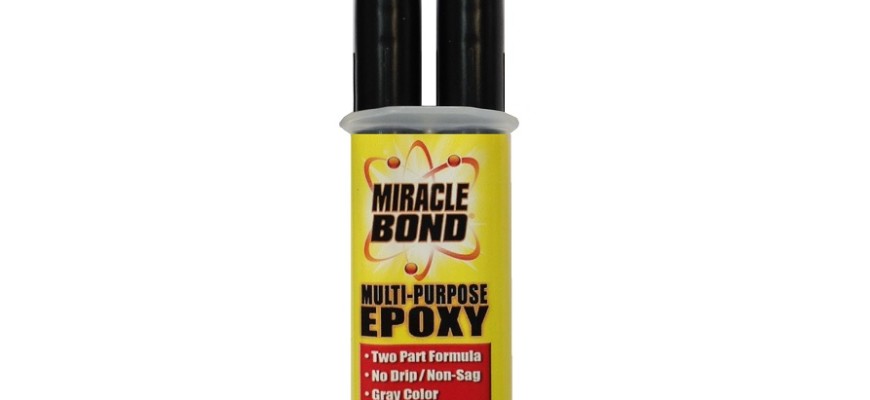 MIRACLE
BOND®
MULTI-PURPOSE
EPOXY
• Two Part Formula
• No Drip / Non-Sag
• Gray Color